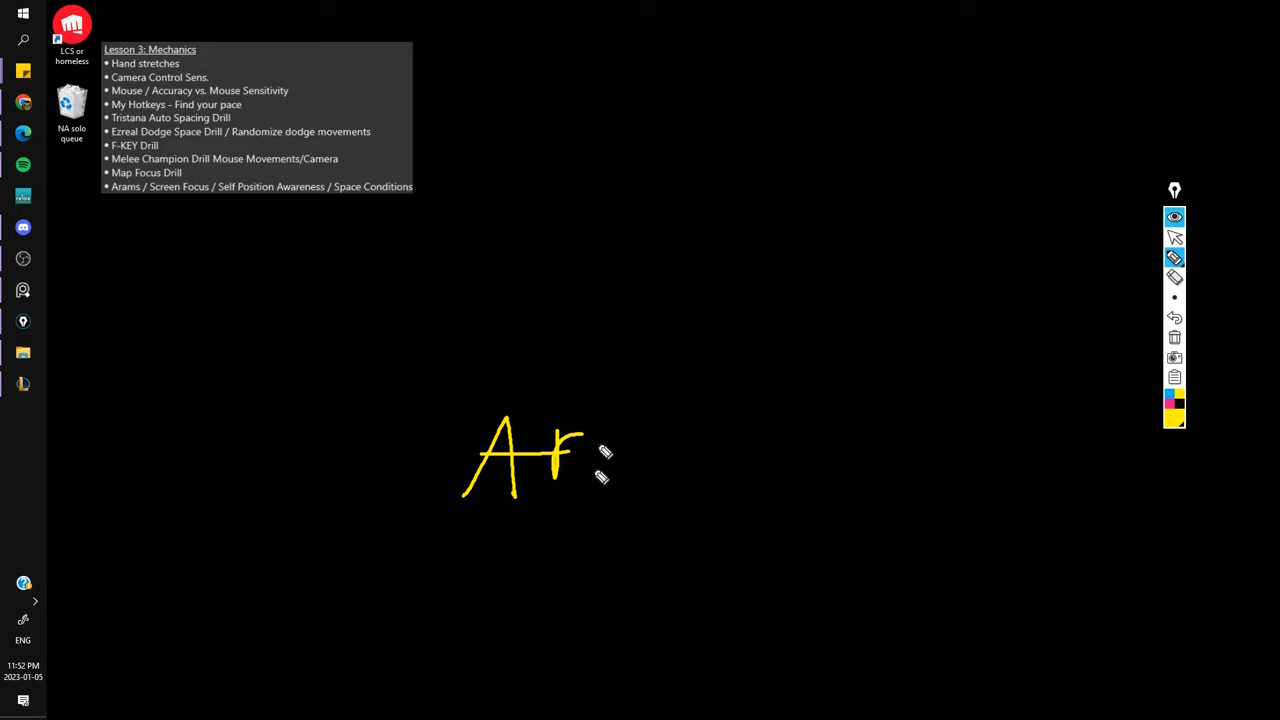 LCS or
homeless
NA solo
queue
Lesson 3: Mechanics
• Hand stretches
• Camera Control Sens.
• Mouse / Accuracy vs. Mouse Sensitivity
• My Hotkeys - Find your pace
• Tristana Auto Spacing Drill
• Ezreal Dodge Space Drill / Randomize dodge movements
• F-KEY Drill
• Melee Champion Drill Mouse Movements/Camera
• Map Focus Drill
• Arams / Screen Focus / Self Position Awareness / Space Conditions
relax
Ar
ENG
11:52 PM
2023-01-05